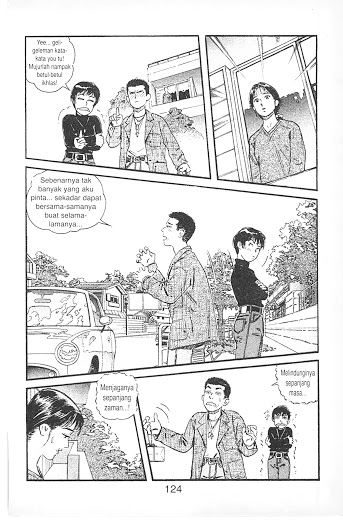 Yee... geli-
geleman kata-
kata you tu!
Mujurlah nampak
betul-betul
ikhlas!
Sebenarnya tak
banyak yang aku
pinta... sekadar dapat
bersama-samanya
buat selama-
lamanya...
Menjaganya
sepanjang
zaman...!
Melindunginya
sepanjang
masa...
124